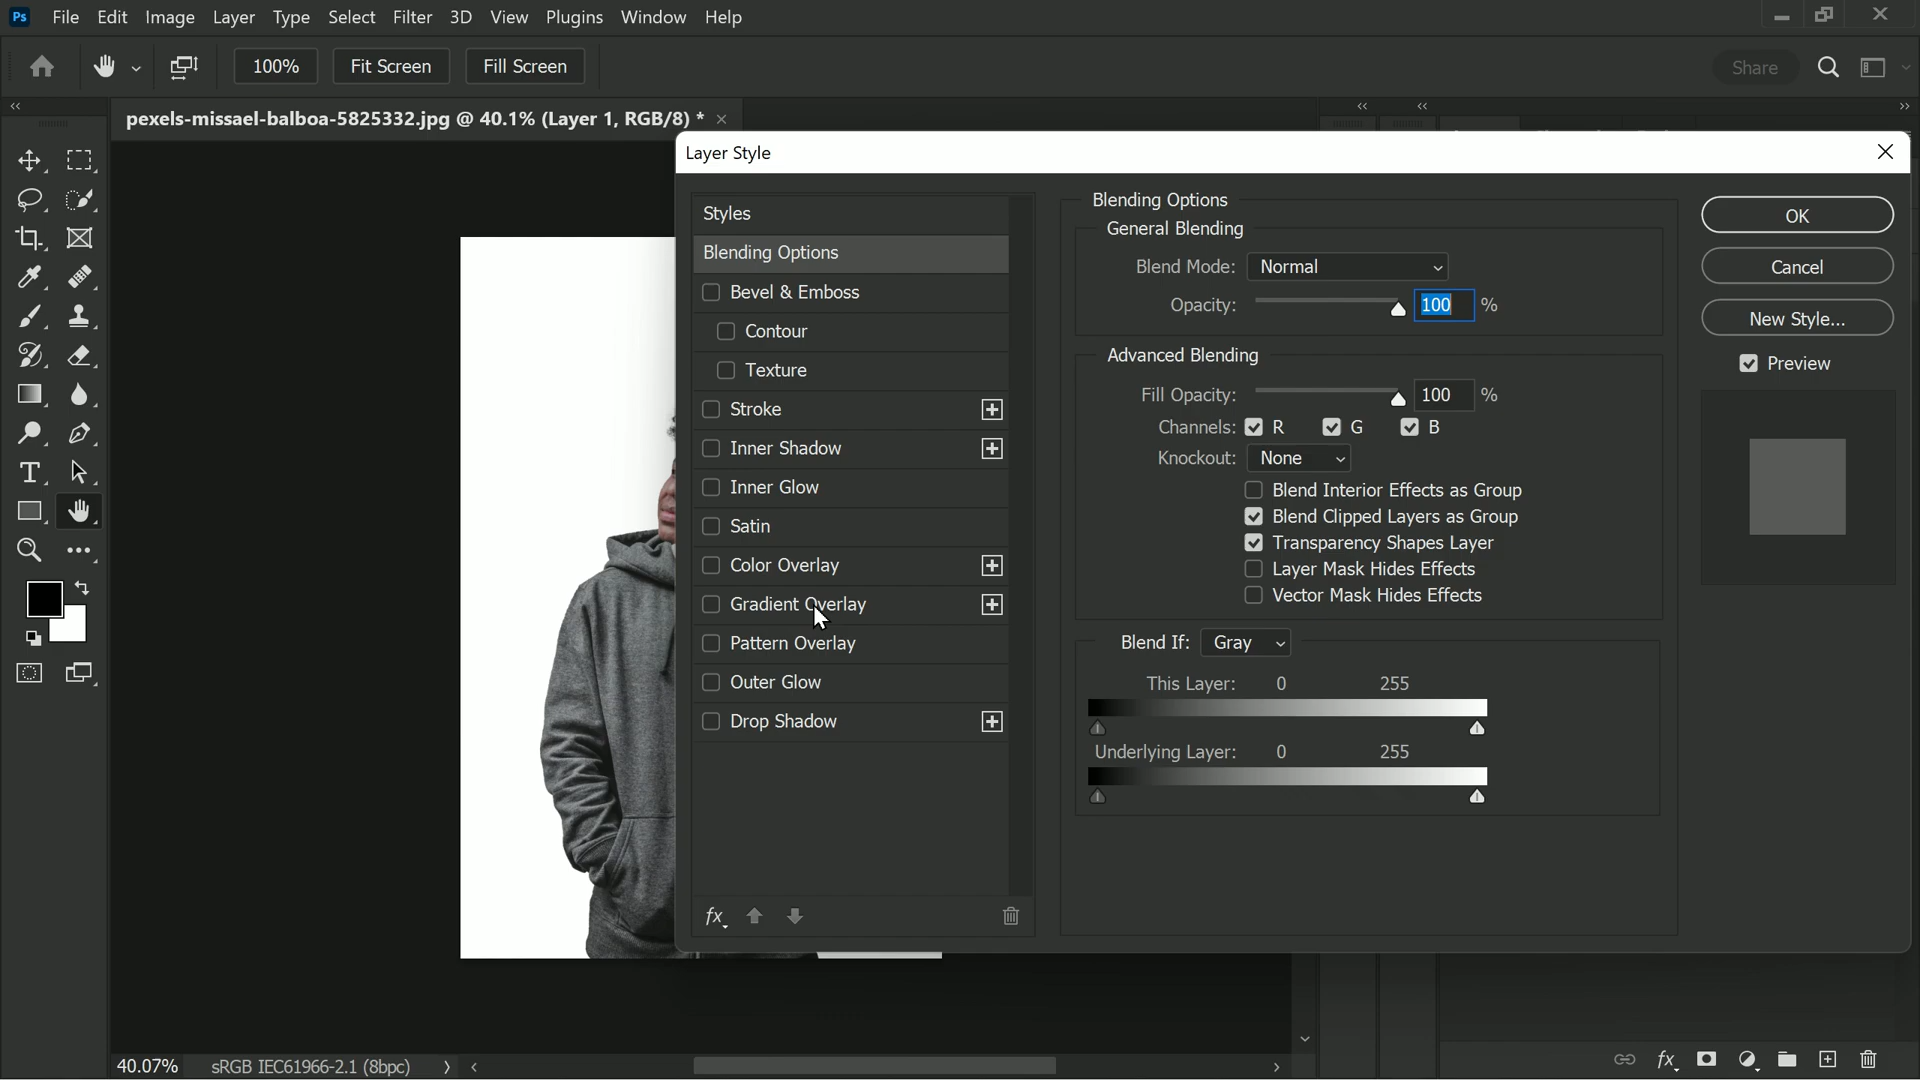 Ps File Edit Image Layer Type Select Filter 3D View Plugins Window Help
100% Fit Screen Fill Screen Share
pexels-missael-balboa-5825332.jpg @ 40.1% (Layer 1, RGB/8) *
Layer Style
Styles
Blending Options
Bevel & Emboss
Contour
Texture
Stroke
Inner Shadow
Inner Glow
Satin
Color Overlay
Gradient Overlay
Pattern Overlay
Outer Glow
Drop Shadow
fx
Blending Options
General Blending
Blend Mode: Normal
Opacity: 100 %
Advanced Blending
Fill Opacity: 100 %
Channels: R G B
Knockout: None
Blend Interior Effects as Group
Blend Clipped Layers as Group
Transparency Shapes Layer
Layer Mask Hides Effects
Vector Mask Hides Effects
Blend If: Gray
This Layer: 0 255
Underlying Layer: 0 255
OK
Cancel
New Style...
Preview
T
40.07% sRGB IEC61966-2.1 (8bpc)
fx